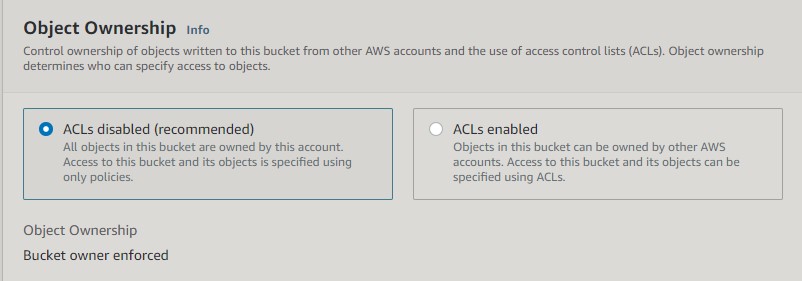 Object Ownership Info
Control ownership of objects written to this bucket from other AWS accounts and the use of access control lists (ACLs). Object ownership
determines who can specify access to objects.
ACLs disabled (recommended)
All objects in this bucket are owned by this account.
Access to this bucket and its objects is specified using
only policies.
ACLs enabled
Objects in this bucket can be owned by other AWS
accounts. Access to this bucket and its objects can be
specified using ACLs.
Object Ownership
Bucket owner enforced